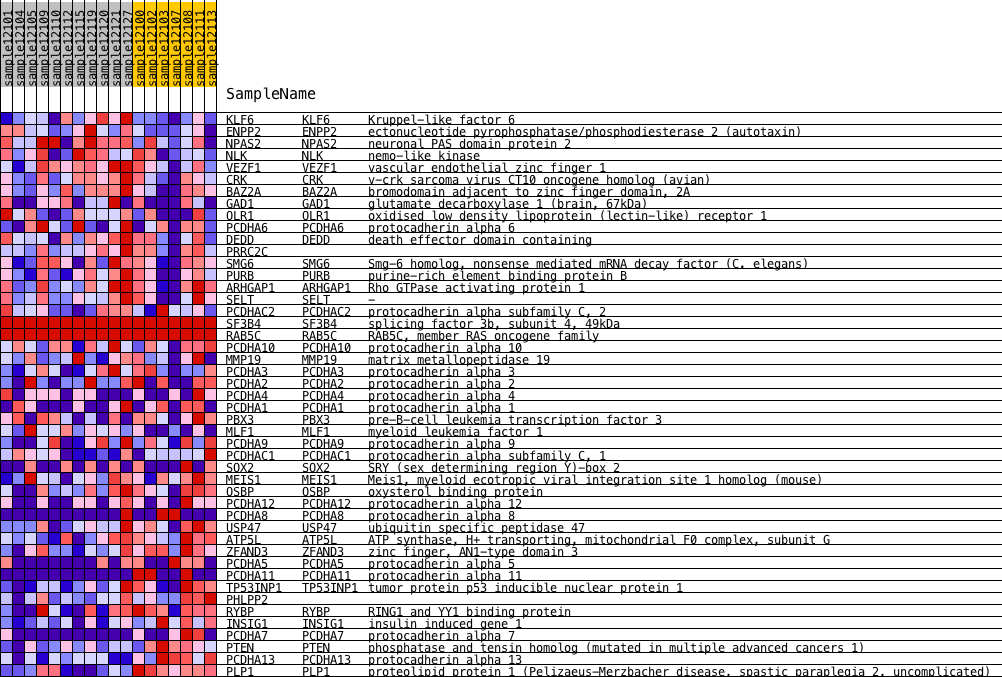 sample12101
sample12104
sample12105
sample12109
sample12110
sample12112
sample12115
sample12119
sample12120
sample12121
sample12127
sample12100
sample12102
sample12103
sample12107
sample12108
sample12111
sample12113
SampleName
KLF6 KLF6 Kruppel-like factor 6
ENPP2 ENPP2 ectonucleotide pyrophosphatase/phosphodiesterase 2 (autotaxin)
NPAS2 NPAS2 neuronal PAS domain protein 2
NLK NLK nemo-like kinase
VEZF1 VEZF1 vascular endothelial zinc finger 1
CRK CRK v-crk sarcoma virus CT10 oncogene homolog (avian)
BAZ2A BAZ2A bromodomain adjacent to zinc finger domain, 2A
GAD1 GAD1 glutamate decarboxylase 1 (brain, 67kDa)
OLR1 OLR1 oxidised low density lipoprotein (lectin-like) receptor 1
PCDHA6 PCDHA6 protocadherin alpha 6
DEDD DEDD death effector domain containing
PRRC2C
SMG6 SMG6 Smg-6 homolog, nonsense mediated mRNA decay factor (C. elegans)
PURB PURB purine-rich element binding protein B
ARHGAP1 ARHGAP1 Rho GTPase activating protein 1
SELT SELT -
PCDHAC2 PCDHAC2 protocadherin alpha subfamily C, 2
SF3B4 SF3B4 splicing factor 3b, subunit 4, 49kDa
RAB5C RAB5C RAB5C, member RAS oncogene family
PCDHA10 PCDHA10 protocadherin alpha 10
MMP19 MMP19 matrix metallopeptidase 19
PCDHA3 PCDHA3 protocadherin alpha 3
PCDHA2 PCDHA2 protocadherin alpha 2
PCDHA4 PCDHA4 protocadherin alpha 4
PCDHA1 PCDHA1 protocadherin alpha 1
PBX3 PBX3 pre-B-cell leukemia transcription factor 3
MLF1 MLF1 myeloid leukemia factor 1
PCDHA9 PCDHA9 protocadherin alpha 9
PCDHAC1 PCDHAC1 protocadherin alpha subfamily C, 1
SOX2 SOX2 SRY (sex determining region Y)-box 2
MEIS1 MEIS1 Meis1, myeloid ecotropic viral integration site 1 homolog (mouse)
OSBP OSBP oxysterol binding protein
PCDHA12 PCDHA12 protocadherin alpha 12
PCDHA8 PCDHA8 protocadherin alpha 8
USP47 USP47 ubiquitin specific peptidase 47
ATP5L ATP5L ATP synthase, H+ transporting, mitochondrial F0 complex, subunit G
ZFAND3 ZFAND3 zinc finger, AN1-type domain 3
PCDHA5 PCDHA5 protocadherin alpha 5
PCDHA11 PCDHA11 protocadherin alpha 11
TP53INP1 TP53INP1 tumor protein p53 inducible nuclear protein 1
PHLPP2
RYBP RYBP RING1 and YY1 binding protein
INSIG1 INSIG1 insulin induced gene 1
PCDHA7 PCDHA7 protocadherin alpha 7
PTEN PTEN phosphatase and tensin homolog (mutated in multiple advanced cancers 1)
PCDHA13 PCDHA13 protocadherin alpha 13
PLP1 PLP1 proteolipid protein 1 (Pelizaeus-Merzbacher disease, spastic paraplegia 2, uncomplicated)